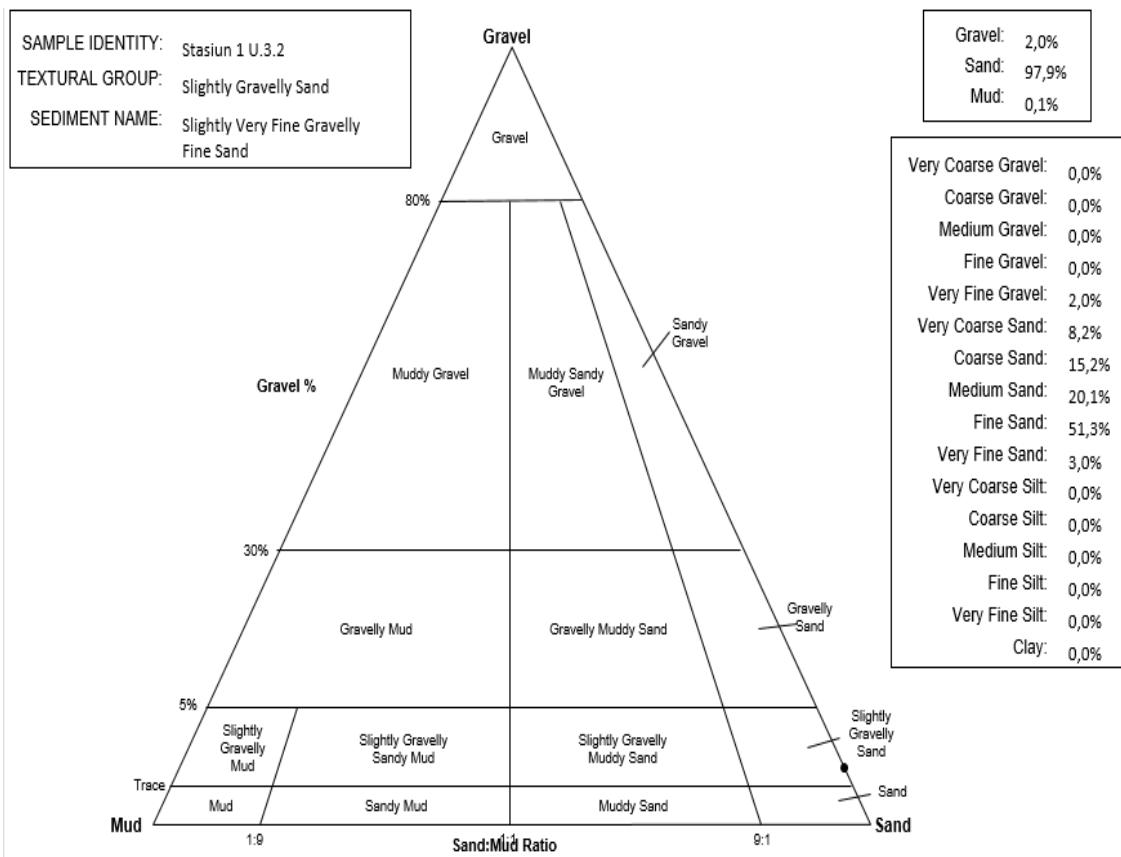 SAMPLE IDENTITY: Stasiun 1 U.3.2
TEXTURAL GROUP: Slightly Gravelly Sand
SEDIMENT NAME: Slightly Very Fine Gravelly
Fine Sand
Gravel: 2,0%
Sand: 97,9%
Mud: 0,1%
Very Coarse Gravel: 0,0%
Coarse Gravel: 0,0%
Medium Gravel: 0,0%
Fine Gravel: 0,0%
Very Fine Gravel: 2,0%
Very Coarse Sand: 8,2%
Coarse Sand: 15,2%
Medium Sand: 20,1%
Fine Sand: 51,3%
Very Fine Sand: 3,0%
Very Coarse Silt: 0,0%
Coarse Silt: 0,0%
Medium Silt: 0,0%
Fine Silt: 0,0%
Very Fine Silt: 0,0%
Clay: 0,0%
Gravel
Gravel
80%
Sandy
Gravel
Muddy Gravel
Muddy Sandy
Gravel
Gravel %
30%
Gravelly Mud
Gravelly Muddy Sand
Gravelly
Sand
5%
Slightly
Gravelly
Mud
Slightly Gravelly
Sandy Mud
Slightly Gravelly
Muddy Sand
Slightly
Gravelly
Sand
Trace
Mud
Sandy Mud
Muddy Sand
Sand
Mud
Sand
1:9
1:1
9:1
Sand:Mud Ratio